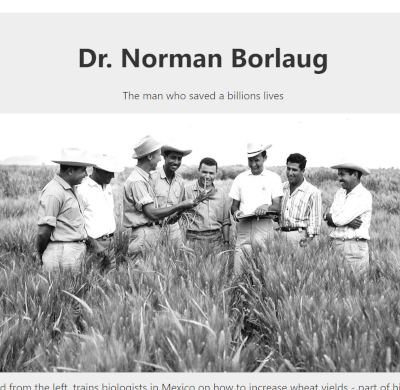 Dr. Norman Borlaug
The man who saved a billions lives
d from the left, trains biologists in Mexico on how to increase wheat yields - part of hi